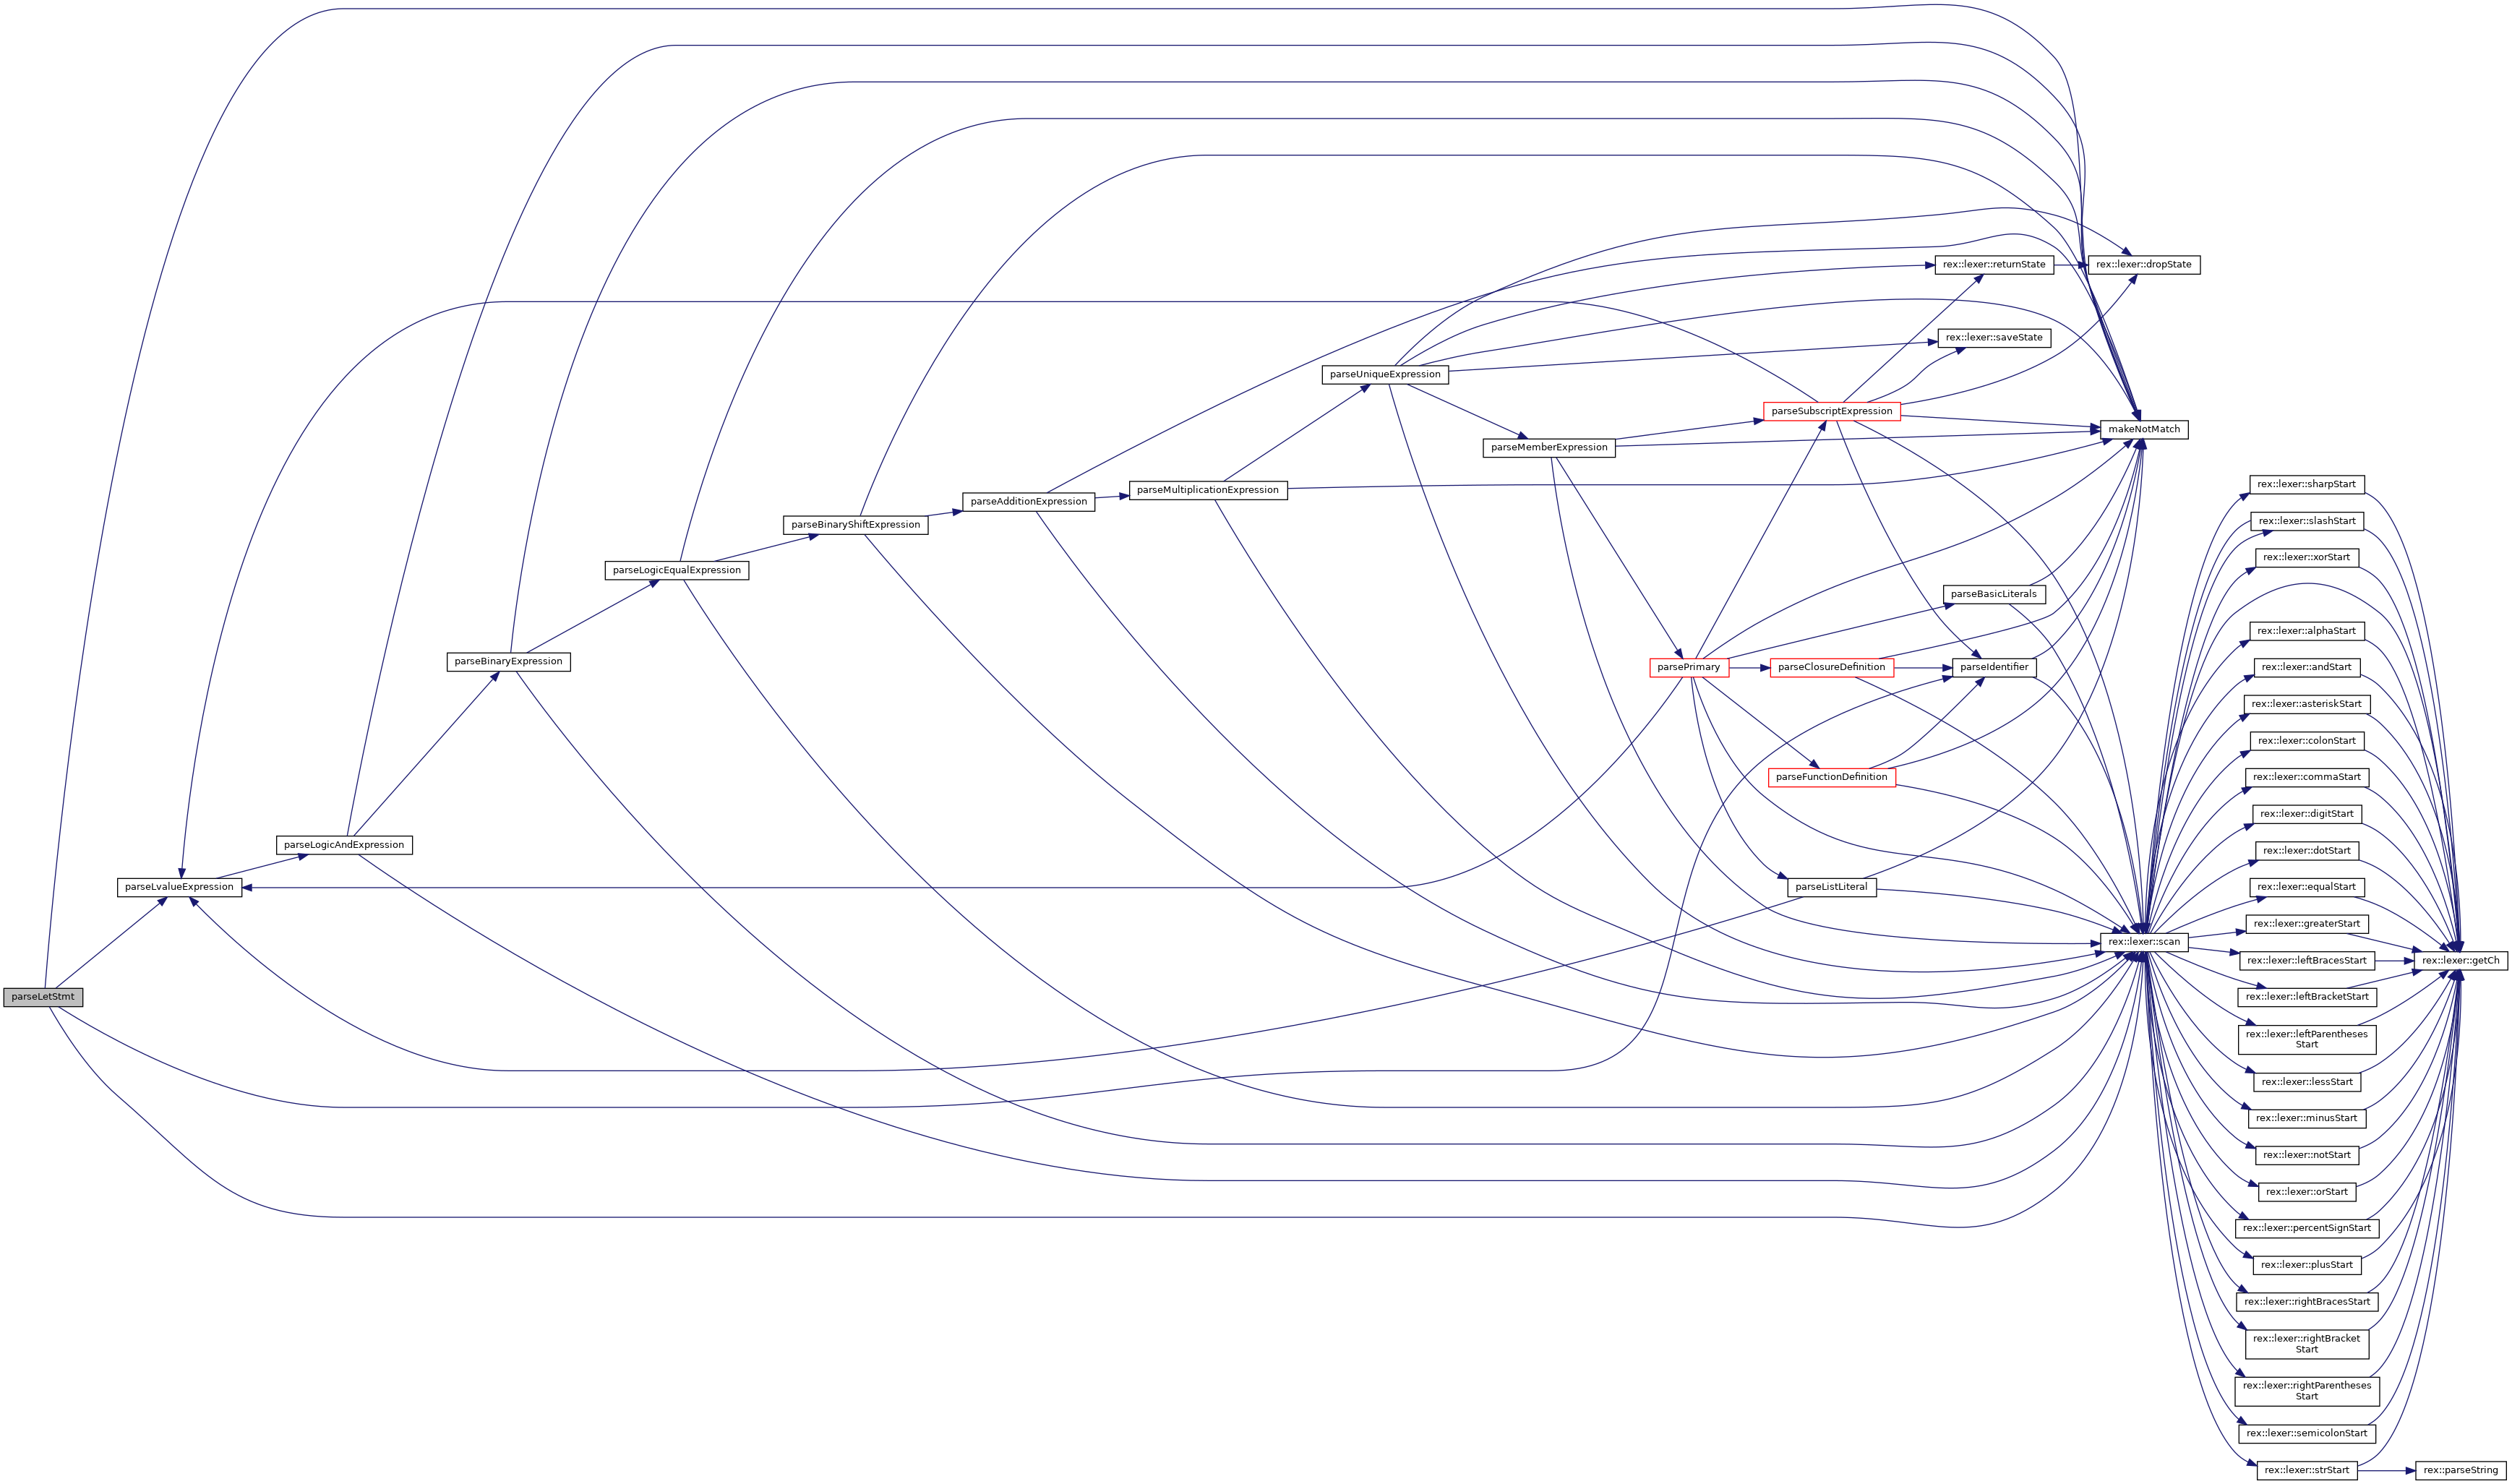 parseLetStmt
parseLvalueExpression
parseLogicAndExpression
parseBinaryExpression
parseLogicEqualExpression
parseBinaryShiftExpression
parseAdditionExpression
parseMultiplicationExpression
parseUniqueExpression
parseMemberExpression
parsePrimary
parseSubscriptExpression
parseClosureDefinition
parseFunctionDefinition
parseListLiteral
rex::lexer::returnState
rex::lexer::saveState
parseBasicLiterals
parseIdentifier
rex::lexer::dropState
makeNotMatch
rex::lexer::scan
rex::lexer::sharpStart
rex::lexer::slashStart
rex::lexer::xorStart
rex::lexer::alphaStart
rex::lexer::andStart
rex::lexer::asteriskStart
rex::lexer::colonStart
rex::lexer::commaStart
rex::lexer::digitStart
rex::lexer::dotStart
rex::lexer::equalStart
rex::lexer::greaterStart
rex::lexer::leftBracesStart
rex::lexer::leftBracketStart
rex::lexer::leftParentheses
Start
rex::lexer::lessStart
rex::lexer::minusStart
rex::lexer::notStart
rex::lexer::orStart
rex::lexer::percentSignStart
rex::lexer::plusStart
rex::lexer::rightBracesStart
rex::lexer::rightBracket
Start
rex::lexer::rightParentheses
Start
rex::lexer::semicolonStart
rex::lexer::strStart
rex::lexer::getCh
rex::parseString